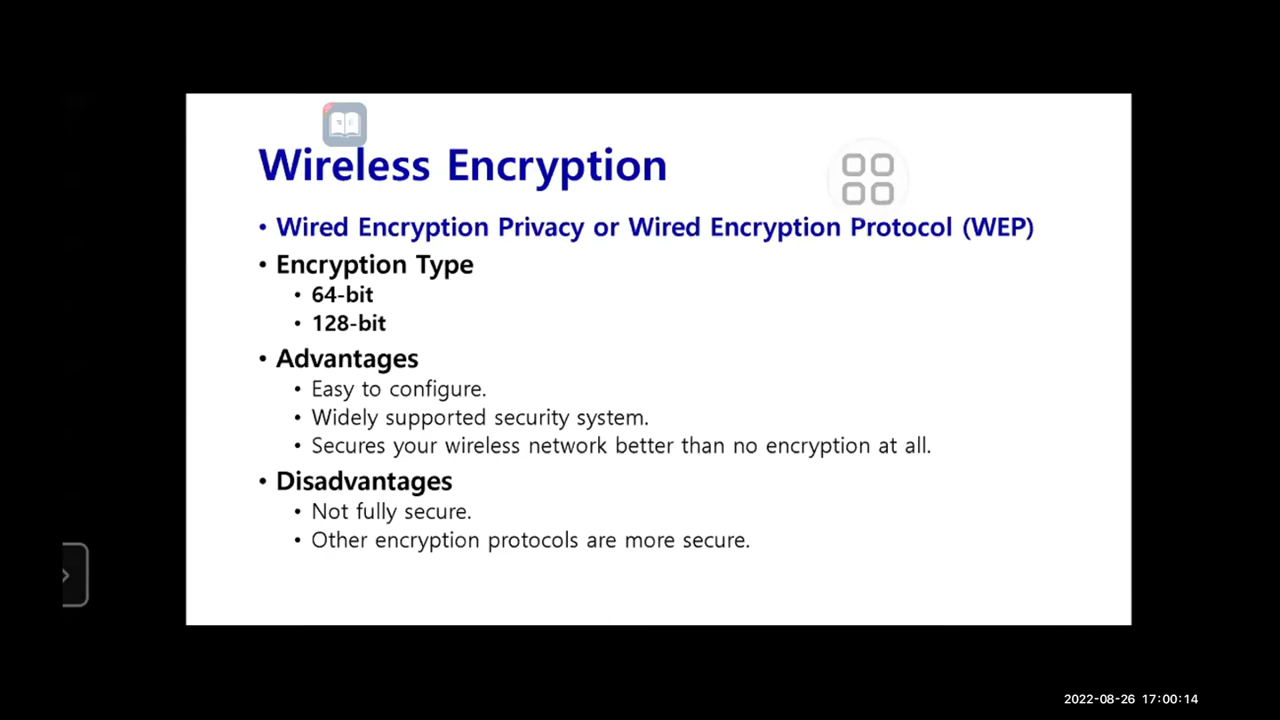 Wireless Encryption
• Wired Encryption Privacy or Wired Encryption Protocol (WEP)
• Encryption Type
• 64-bit
• 128-bit
• Advantages
• Easy to configure.
• Widely supported security system.
• Secures your wireless network better than no encryption at all.
• Disadvantages
• Not fully secure.
• Other encryption protocols are more secure.
2022-08-26 17:00:14